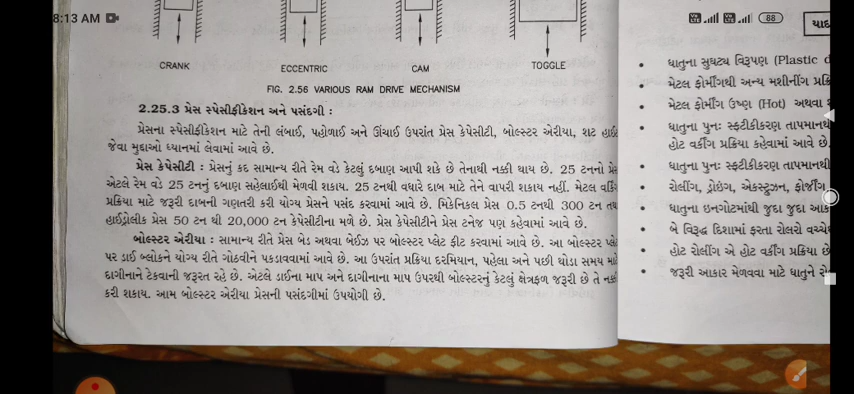 8:13 AM
88
CRANK
ECCENTRIC
CAM
TOGGLE
FIG. 2.56 VARIOUS RAM DRIVE MECHANISM
2.25.3 પ્રેસ સ્પેસીફીકેશન અને પસંદગી :
પ્રેસના સ્પેસીફીકેશન માટે તેની લંબાઈ, પહોળાઈ અને ઊંચાઈ ઉપરાંત પ્રેસ કેપેસીટી, બોલ્સ્ટર એરીયા, શટ હાઈટ
જેવા મુદ્દાઓ ધ્યાનમાં લેવામાં આવે છે.
પ્રેસ કેપેસીટી : પ્રેસનું કદ સામાન્ય રીતે રેમ વડે કેટલું દબાણ આપી શકે છે તેનાથી નક્કી થાય છે. 25 ટનનો પ્રેસ
એટલે રેમ વડે 25 ટનનું દબાણ સહેલાઈથી મેળવી શકાય. 25 ટનથી વધારે દાબ માટે તેને વાપરી શકાય નહીં. મેટલ વર્કિંગ
પ્રક્રિયા માટે જરૂરી દાબની ગણતરી કરી યોગ્ય પ્રેસને પસંદ કરવામાં આવે છે. મિકેનિકલ પ્રેસ 0.5 ટનથી 300 ટન તથા
હાઈડ્રોલીક પ્રેસ 50 ટન થી 20,000 ટન કેપેસીટીના મળે છે. પ્રેસ કેપેસીટીને પ્રેસ ટનેજ પણ કહેવામાં આવે છે.
બોલ્સ્ટર એરીયા : સામાન્ય રીતે પ્રેસ બેડ અથવા બેઈઝ પર બોલ્સ્ટર પ્લેટ ફીટ કરવામાં આવે છે. આ બોલ્સ્ટર પ્લેટ
પર ડાઈ બ્લોકને યોગ્ય રીતે ગોઠવીને પકડાવવામાં આવે છે. આ ઉપરાંત પ્રક્રિયા દરમિયાન, પહેલા અને પછી થોડા સમય માટે
દાગીનાને ટેકવાની જરૂરત રહે છે. એટલે ડાઈના માપ અને દાગીનાના માપ ઉપરથી બોલ્સ્ટરનું કેટલું ક્ષેત્રફળ જરૂરી છે તે નક્કી
કરી શકાય. આમ બોલ્સ્ટર એરીયા પ્રેસની પસંદગીમાં ઉપયોગી છે.
યાદ
• ધાતુના સુઘટ્ય વિરૂપણ (Plastic
• મેટલ ફોર્મીંગથી અન્ય મશીનીંગ
• મેટલ ફોર્મીંગ ઉષ્ણ (Hot) અથવા
• ધાતુના પુનઃ સ્ફટીકીકરણ તાપમાનથી
હોટ વર્કીંગ પ્રક્રિયા કહેવામાં આવે છે.
• ધાતુના પુનઃ સ્ફટીકીકરણ તાપમાનથી
• રોલીંગ, ડ્રોઇંગ, એક્સ્ટ્રુઝન, ફોર્જીંગ
• ધાતુના ઇનગોટમાંથી જુદા જુદા
• બે વિરૂદ્ધ દિશામાં ફરતા રોલરો વચ્ચે
• હોટ રોલીંગ એ હોટ વર્કીંગ પ્રક્રિયા છે
• જરૂરી આકાર મેળવવા માટે ધાતુને